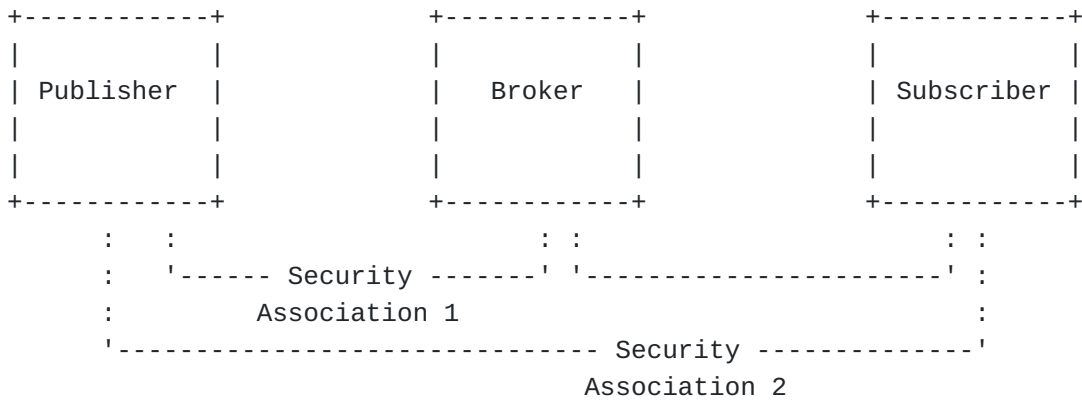 Publisher Broker Subscriber
Security
Association 1
Security
Association 2